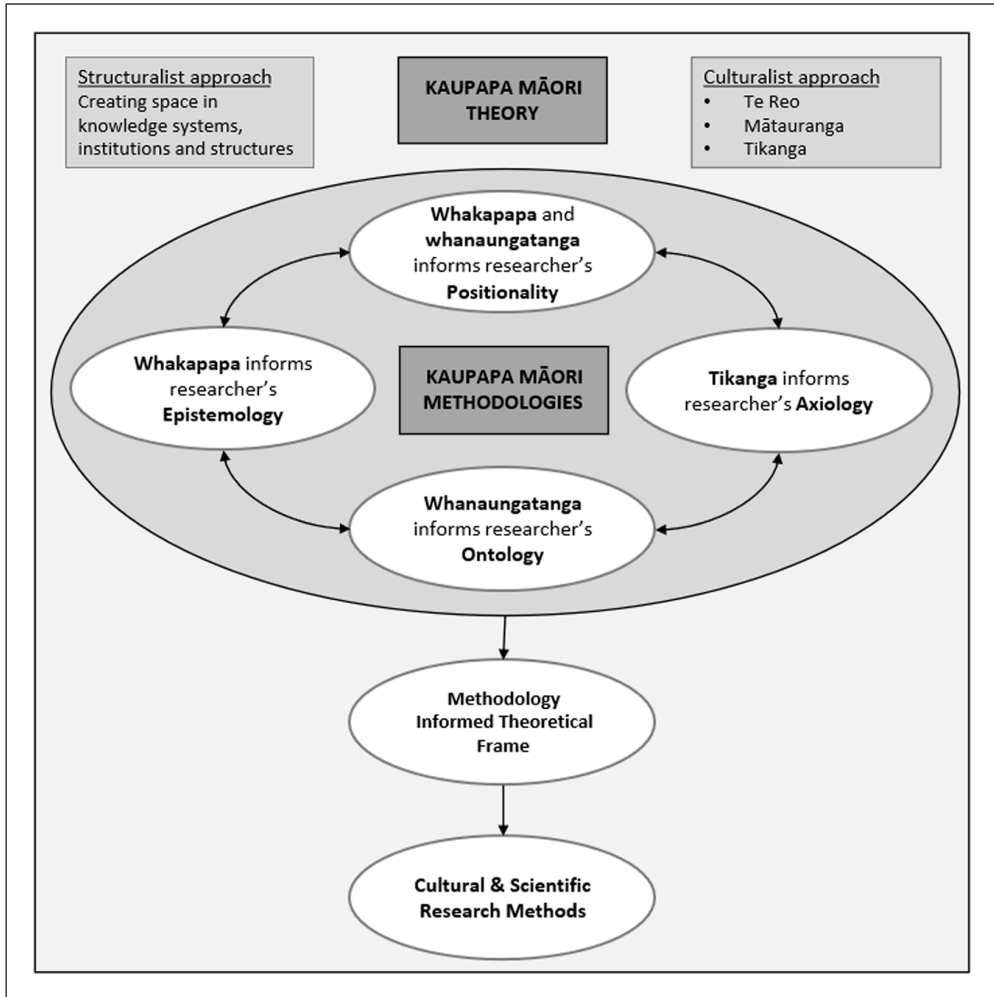 Structuralist approach
Creating space in
knowledge systems,
institutions and structures
KAUPAPA MĀORI
THEORY
Culturalist approach
• Te Reo
• Mātauranga
• Tikanga
Whakapapa and
whanaungatanga
informs researcher's
Positionality
Whakapapa informs
researcher's
Epistemology
KAUPAPA MĀORI
METHODOLOGIES
Tikanga informs
researcher's Axiology
Whanaungatanga
informs researcher's
Ontology
Methodology
Informed Theoretical
Frame
Cultural & Scientific
Research Methods